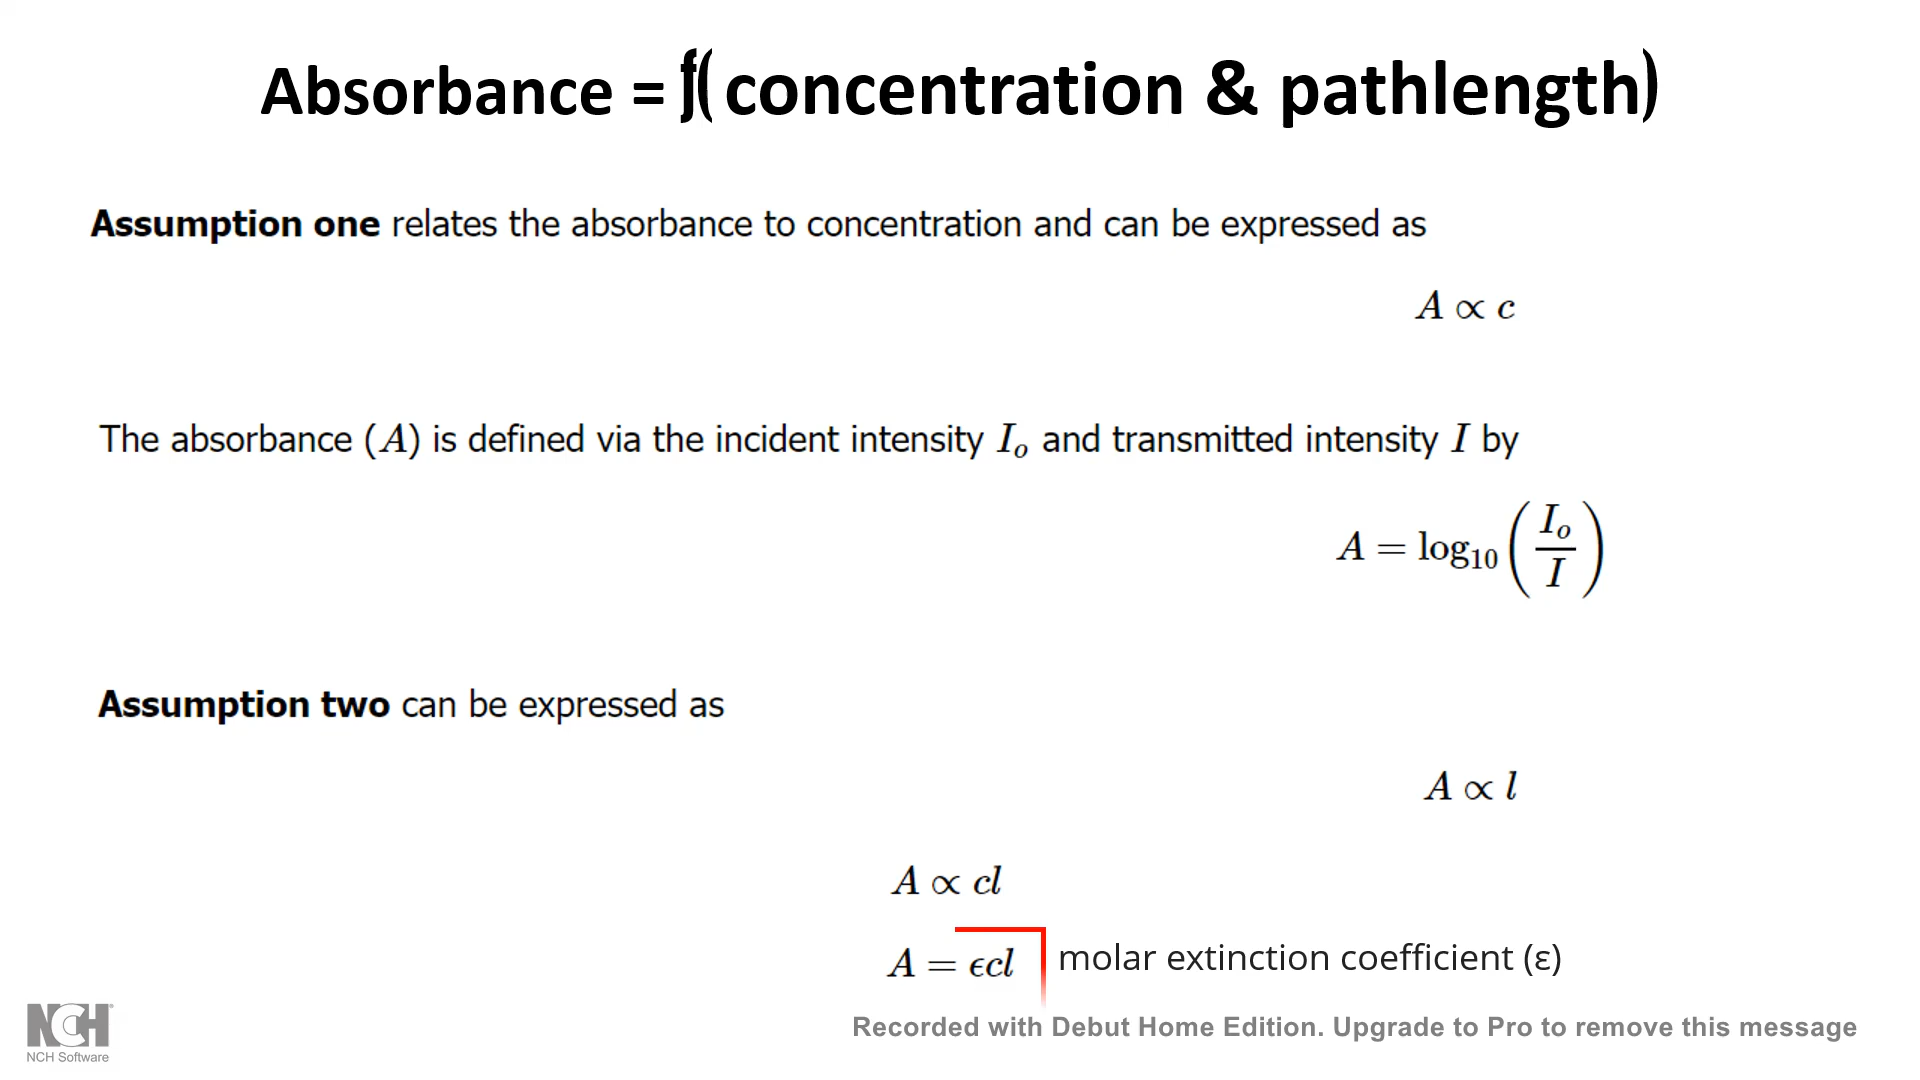 Absorbance = ƒ( concentration & pathlength)
Assumption one relates the absorbance to concentration and can be expressed as
A ∝ c
The absorbance (A) is defined via the incident intensity Iₒ and transmitted intensity I by
A = log₁₀ (Iₒ/I)
Assumption two can be expressed as
A ∝ l
A ∝ cl
A = ϵcl
molar extinction coefficient (ε)
NCH
NCH Software
Recorded with Debut Home Edition. Upgrade to Pro to remove this message